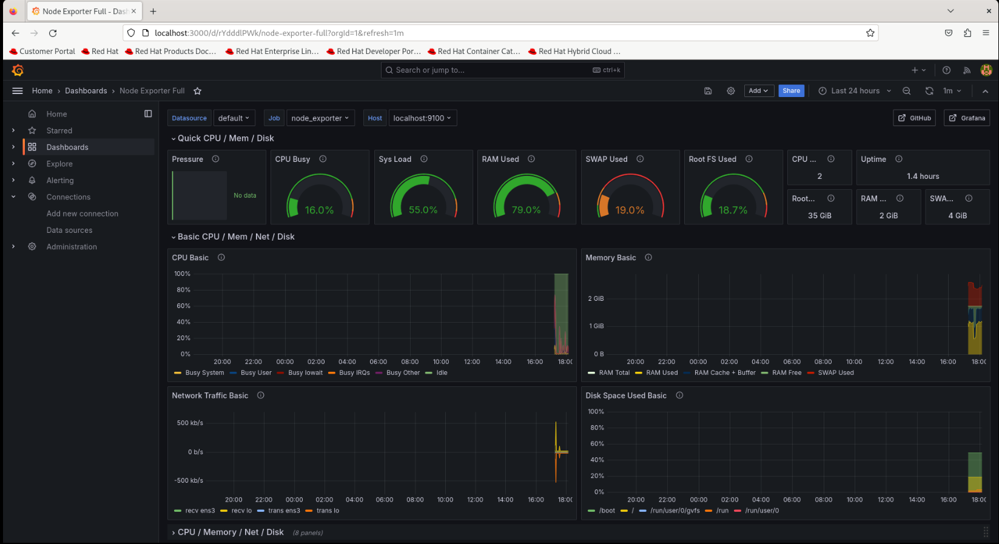 Node Exporter Full - Dash
localhost:3000/d/rYdddlPWk/node-exporter-full?orgId=1&refresh=1m
Customer Portal Red Hat Red Hat Products Doc... Red Hat Enterprise Lin... Red Hat Developer Por... Red Hat Container Cat... Red Hat Hybrid Cloud ...
Search or jump to... ctrl+k
Home › Dashboards › Node Exporter Full Add Share Last 24 hours 1m
Home
Starred
Dashboards
Explore
Alerting
Connections
Add new connection
Data sources
Administration
Datasource default Job node_exporter Host localhost:9100 GitHub Grafana
Quick CPU / Mem / Disk
Pressure
No data
CPU Busy
16.0%
Sys Load
55.0%
RAM Used
79.0%
SWAP Used
19.0%
Root FS Used
18.7%
CPU ...
2
Uptime
1.4 hours
Root...
35 GiB
RAM ...
2 GiB
SWA...
4 GiB
Basic CPU / Mem / Net / Disk
CPU Basic
100%
80%
60%
40%
20%
0%
20:00 22:00 00:00 02:00 04:00 06:00 08:00 10:00 12:00 14:00 16:00 18:00
Busy System Busy User Busy Iowait Busy IRQs Busy Other Idle
Memory Basic
2 GiB
1 GiB
0 B
20:00 22:00 00:00 02:00 04:00 06:00 08:00 10:00 12:00 14:00 16:00 18:00
RAM Total RAM Used RAM Cache + Buffer RAM Free SWAP Used
Network Traffic Basic
500 kb/s
0 b/s
-500 kb/s
20:00 22:00 00:00 02:00 04:00 06:00 08:00 10:00 12:00 14:00 16:00 18:00
recv ens3 recv lo trans ens3 trans lo
Disk Space Used Basic
100%
80%
60%
40%
20%
0%
20:00 22:00 00:00 02:00 04:00 06:00 08:00 10:00 12:00 14:00 16:00 18:00
/boot / /run/user/0/gvfs /run /run/user/0
CPU / Memory / Net / Disk (8 panels)